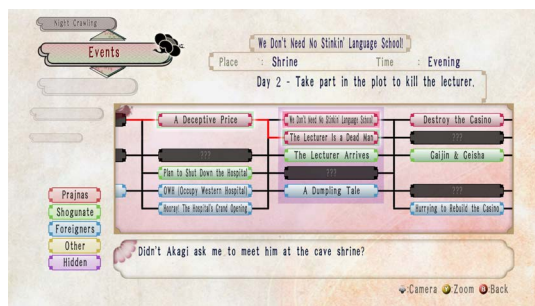 Night Crawling
Events
We Don't Need No Stinkin' Language School!
Place : Shrine Time : Evening
Day 2 - Take part in the plot to kill the lecturer.
A Deceptive Price
We Don't Need No Stinkin' Language School!
Destroy the Casino
The Lecturer Is a Dead Man
???
???
The Lecturer Arrives
Gaijin & Geisha
Plan to Shut Down the Hospital
???
OWH (Occupy Western Hospital)
A Dumpling Tale
???
Hooray! The Hospital's Grand Opening
Hurrying to Rebuild the Casino
Prajnas
Shogunate
Foreigners
Other
Hidden
Didn't Akagi ask me to meet him at the cave shrine?
:Camera Y:Zoom B Back